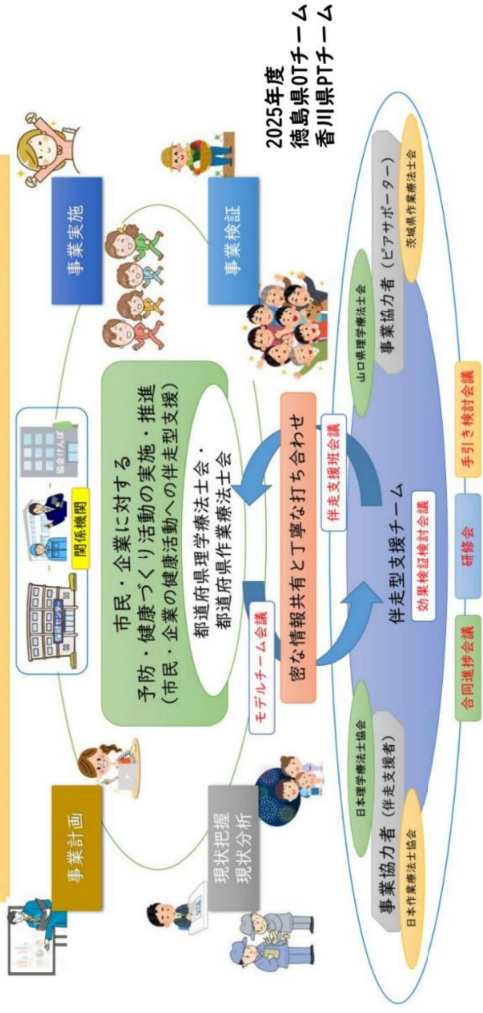 2025年度
徳島県OTチーム
香川県PTチーム
事業計画
事業実施
現状把握
現状分析
事業検証
関係機関
協会けんぽ
市民・企業に対する
予防・健康づくり活動の実施・推進
(市民・企業の健康活動への伴走型支援)
都道府県理学療法士会・
都道府県作業療法士会
モデルチーム会議
密な情報共有と丁寧な打ち合わせ
伴走支援班会議
日本理学療法士協会
事業協力者(伴走支援者)
日本作業療法士協会
伴走型支援チーム
効果検証検討会議
山口県理学療法士会
事業協力者(ピアサポーター)
茨城県作業療法士会
合同進捗会議
研修会
手引き検討会議